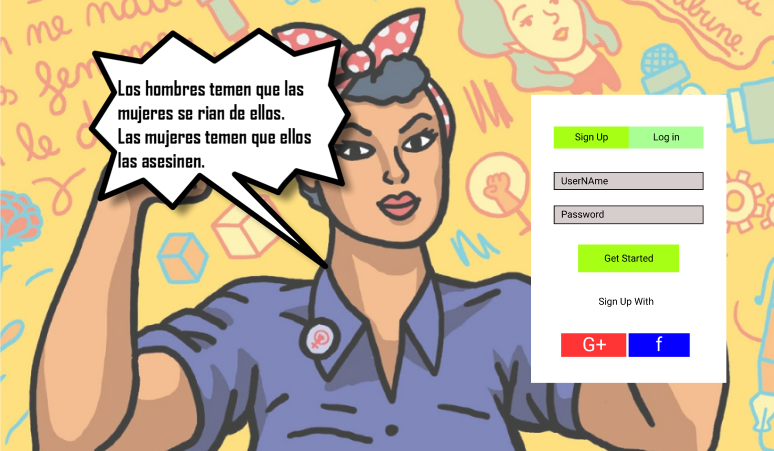 Los hombres temen que las
mujeres se rian de ellos.
Las mujeres temen que ellos
las asesinen.
Sign Up
Log in
UserNAme
Password
Get Started
Sign Up With
G+
f